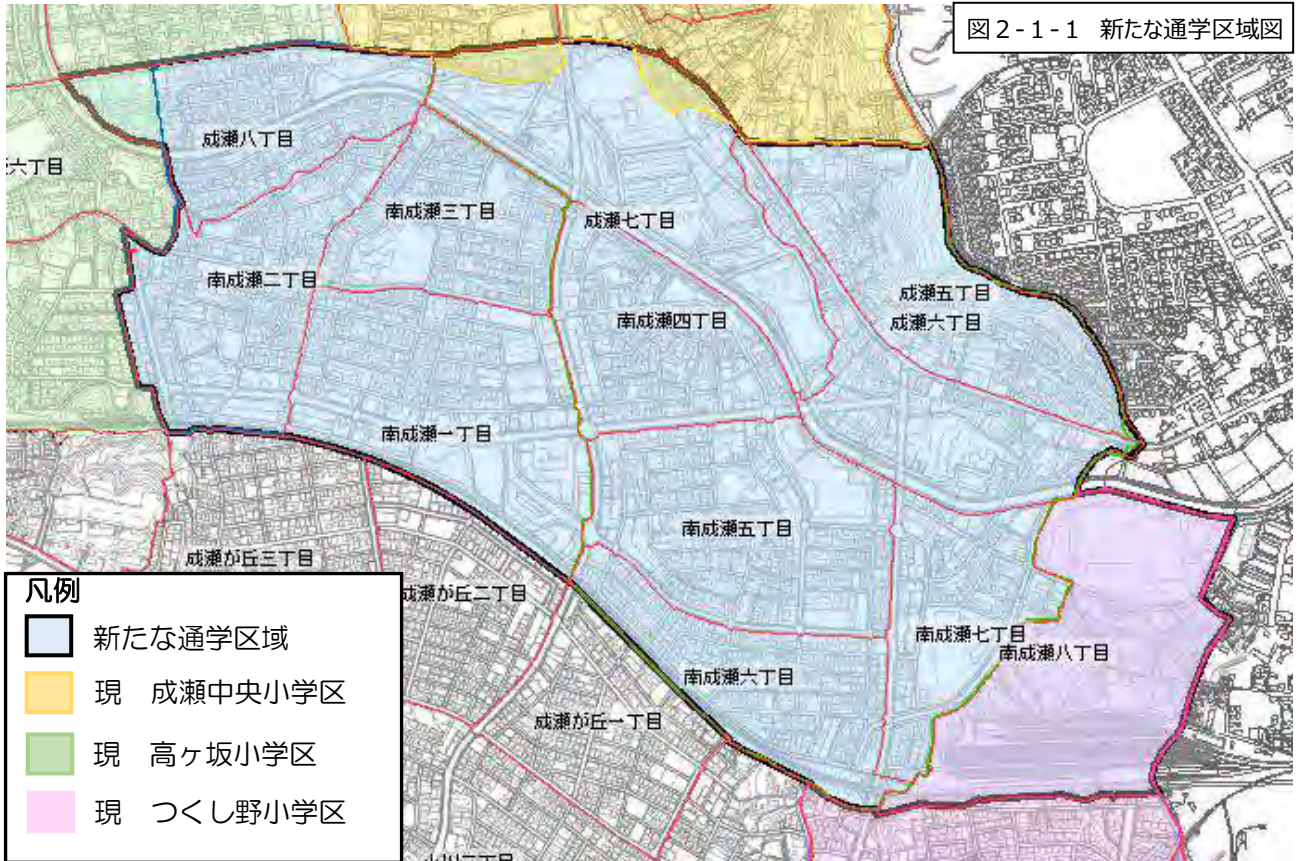 図2-1-1 新たな通学区域図
成瀬八丁目
六丁目
南成瀬三丁目
成瀬七丁目
南成瀬二丁目
成瀬五丁目
南成瀬四丁目
成瀬六丁目
南成瀬一丁目
南成瀬五丁目
成瀬が丘三丁目
成瀬が丘二丁目
南成瀬七丁目
南成瀬八丁目
南成瀬六丁目
成瀬が丘一丁目
凡例
新たな通学区域
現 成瀬中央小学区
現 高ヶ坂小学区
現 つくし野小学区